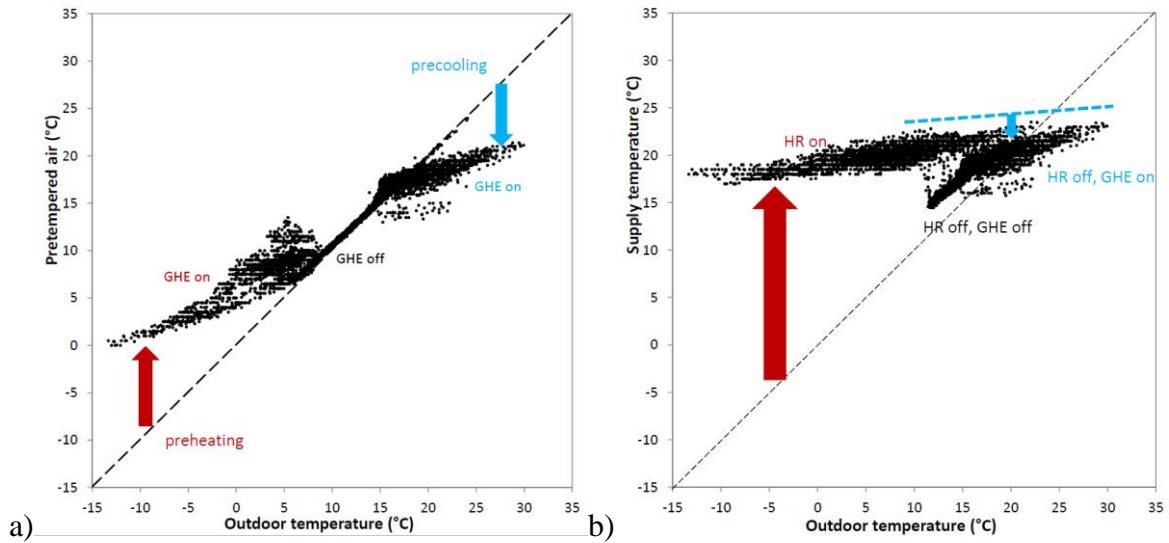 35
30
25
20
15
10
5
0
-5
-10
-15
Pretempered air (°C)
precooling
GHE on
GHE off
GHE on
preheating
-15 -10 -5 0 5 10 15 20 25 30 35
Outdoor temperature (°C)
a)
35
30
25
20
15
10
5
0
-5
-10
-15
Supply temperature (°C)
HR on
HR off, GHE on
HR off, GHE off
-15 -10 -5 0 5 10 15 20 25 30 35
Outdoor temperature (°C)
b)